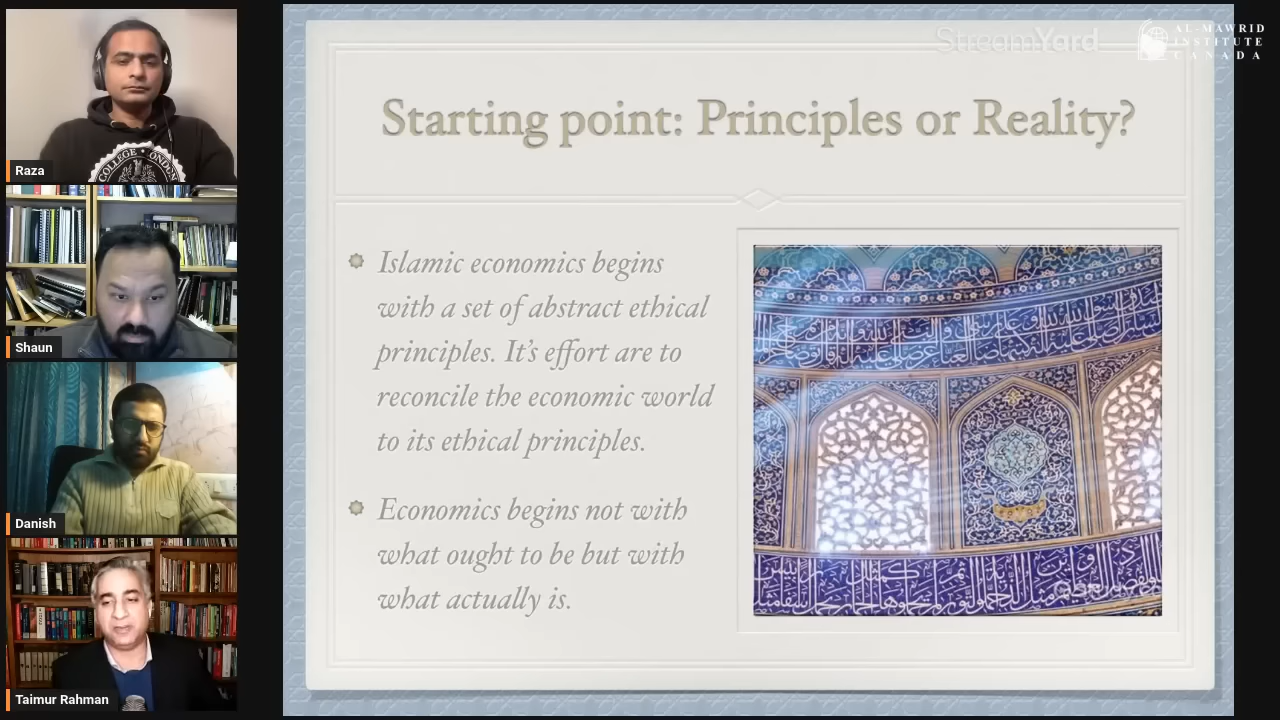 StreamYard
AL-MAWRID
INSTITUTE
CANADA
Starting point: Principles or Reality?
Islamic economics begins
with a set of abstract ethical
principles. It's effort are to
reconcile the economic world
to its ethical principles.
Economics begins not with
what ought to be but with
what actually is.
COLLEGE • ONDON
Raza
Shaun
Danish
Taimur Rahman